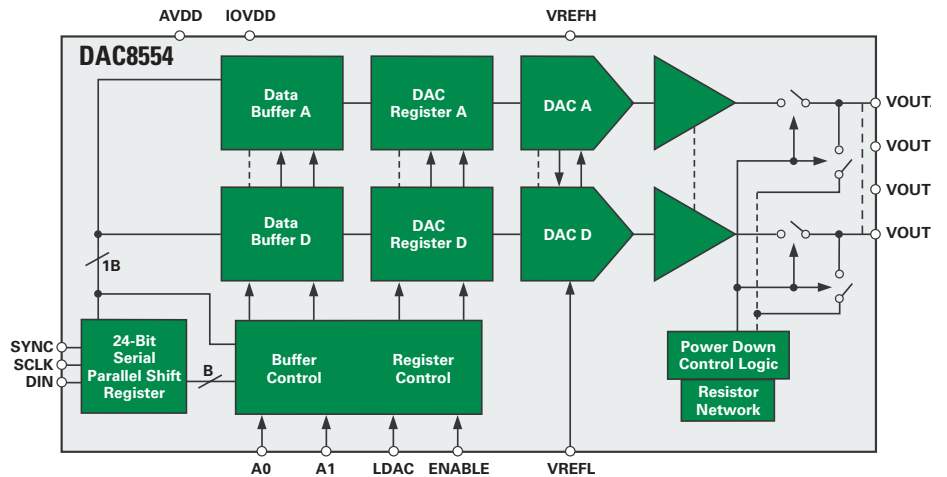 AVDD IOVDD VREFH
DAC8554
Data
Buffer A
DAC
Register A
DAC A
VOUT
VOUT
VOUT
VOUT
Data
Buffer D
DAC
Register D
DAC D
1B
SYNC
SCLK
DIN
24-Bit
Serial
Parallel Shift
Register
B
Buffer
Control
Register
Control
Power Down
Control Logic
Resistor
Network
A0 A1 LDAC ENABLE VREFL